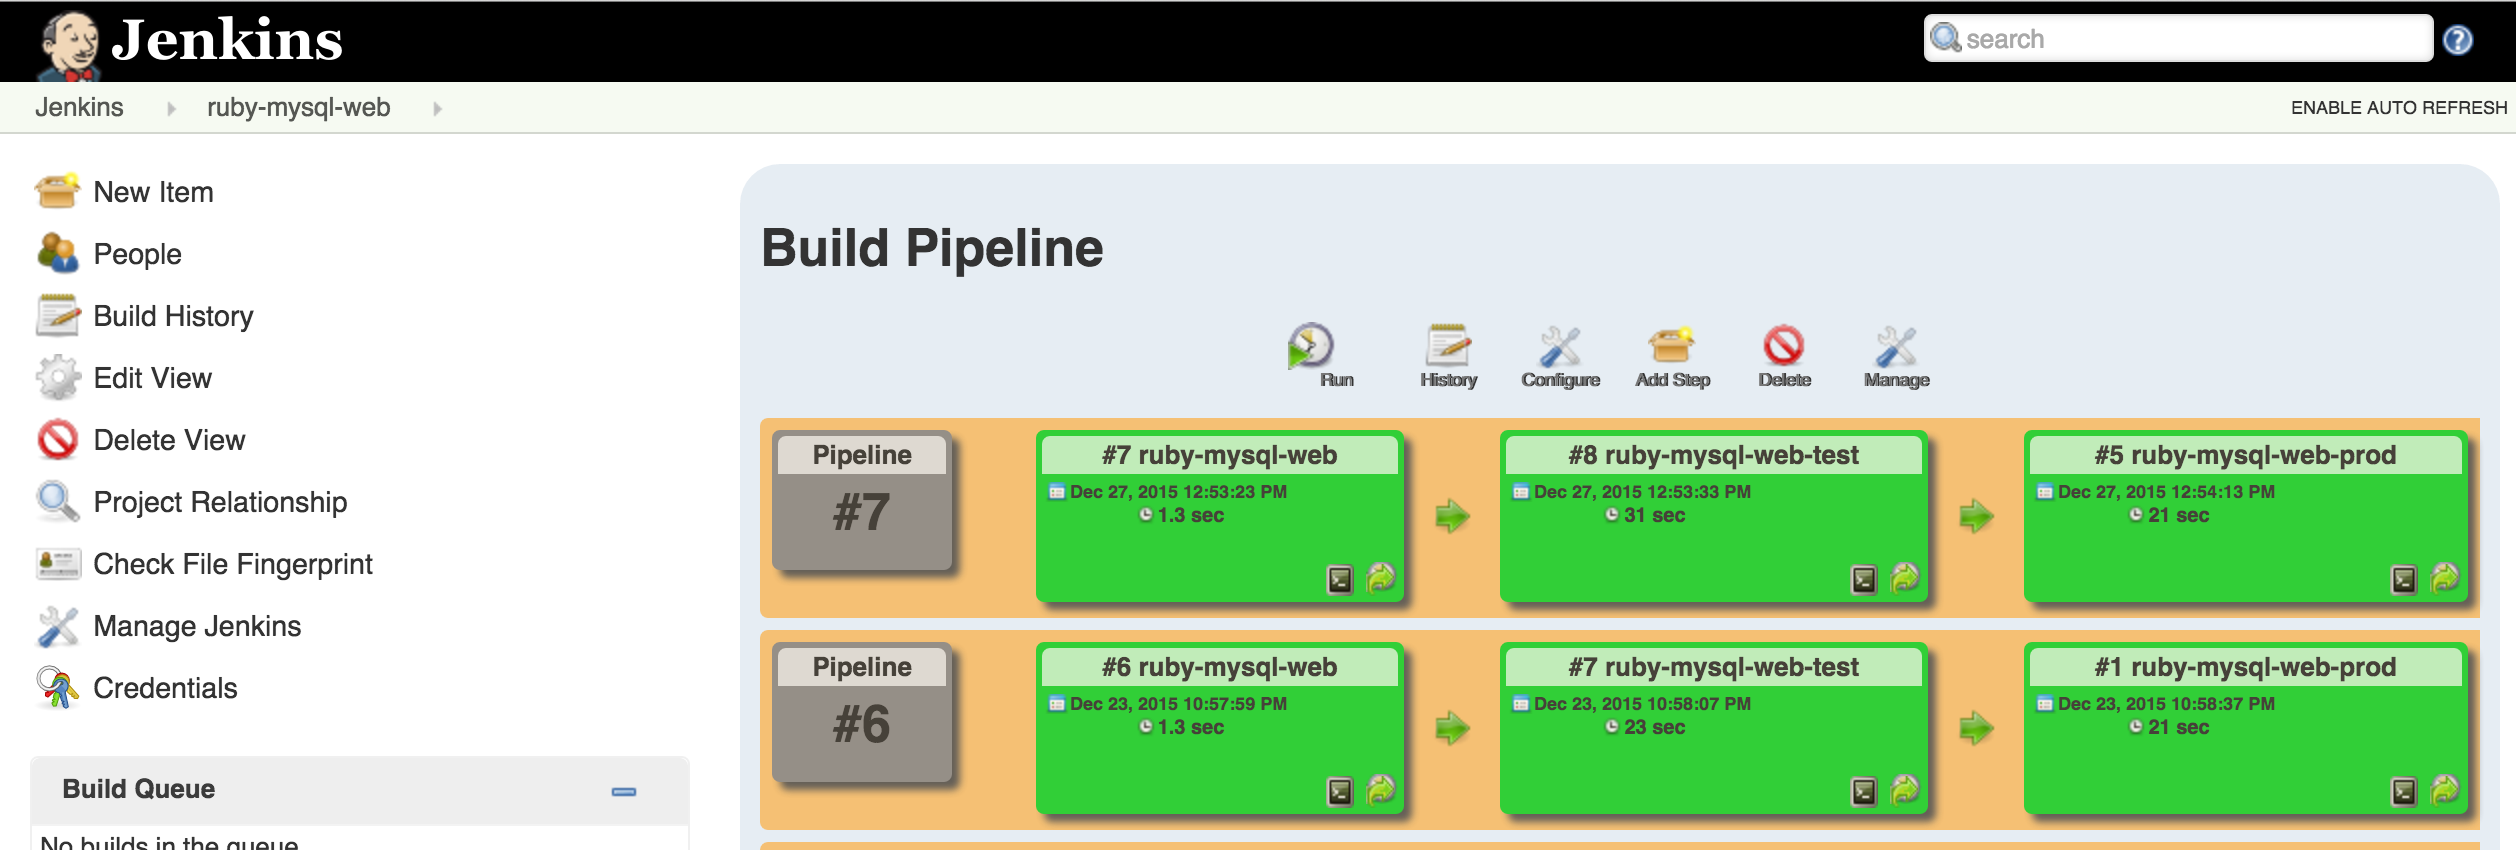 Jenkins
search
Jenkins
ruby-mysql-web
ENABLE AUTO REFRESH
New Item
People
Build History
Edit View
Delete View
Project Relationship
Check File Fingerprint
Manage Jenkins
Credentials
Build Queue
No builds in the queue
Build Pipeline
Run
History
Configure
Add Step
Delete
Manage
Pipeline
#7
#7 ruby-mysql-web
Dec 27, 2015 12:53:23 PM
1.3 sec
#8 ruby-mysql-web-test
Dec 27, 2015 12:53:33 PM
31 sec
#5 ruby-mysql-web-prod
Dec 27, 2015 12:54:13 PM
21 sec
Pipeline
#6
#6 ruby-mysql-web
Dec 23, 2015 10:57:59 PM
1.3 sec
#7 ruby-mysql-web-test
Dec 23, 2015 10:58:07 PM
23 sec
#1 ruby-mysql-web-prod
Dec 23, 2015 10:58:37 PM
21 sec